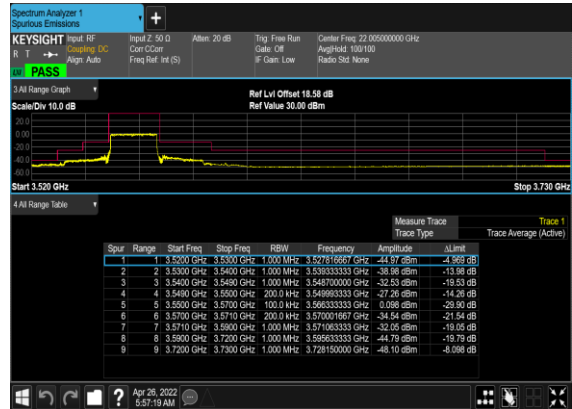 Spectrum Analyzer 1
Spurious Emissions
KEYSIGHT Input: RF Input Z: 50 Ω Atten: 20 dB Trig: Free Run Center Freq: 22.005000000 GHz
R T Coupling: DC Corr CCorr Gate: Off Avg|Hold: 100/100
Align: Auto Freq Ref: Int (S) IF Gain: Low Radio Std: None
PASS
3 All Range Graph Ref Lvl Offset 18.58 dB
Scale/Div 10.0 dB Ref Value 30.00 dBm
20.0
0.00
-20.0
-40.0
-60.0
Start 3.520 GHz Stop 3.730 GHz
4 All Range Table
Measure Trace Trace 1
Trace Type Trace Average (Active)
Spur Range Start Freq Stop Freq RBW Frequency Amplitude ΔLimit
1 1 3.5200 GHz 3.5300 GHz 1.000 MHz 3.527816667 GHz -44.97 dBm -4.969 dB
2 2 3.5300 GHz 3.5400 GHz 1.000 MHz 3.539333333 GHz -38.98 dBm -13.98 dB
3 3 3.5400 GHz 3.5490 GHz 1.000 MHz 3.548700000 GHz -32.53 dBm -19.53 dB
4 4 3.5490 GHz 3.5500 GHz 200.0 kHz 3.549993333 GHz -27.26 dBm -14.26 dB
5 5 3.5500 GHz 3.5700 GHz 100.0 kHz 3.566333333 GHz 0.098 dBm -29.90 dB
6 6 3.5700 GHz 3.5710 GHz 200.0 kHz 3.570001667 GHz -34.54 dBm -21.54 dB
7 7 3.5710 GHz 3.5900 GHz 1.000 MHz 3.571063333 GHz -32.05 dBm -19.05 dB
8 8 3.5900 GHz 3.7200 GHz 1.000 MHz 3.595633333 GHz -44.79 dBm -19.79 dB
9 9 3.7200 GHz 3.7300 GHz 1.000 MHz 3.728150000 GHz -48.10 dBm -8.098 dB
Apr 26, 2022
5:57:19 AM